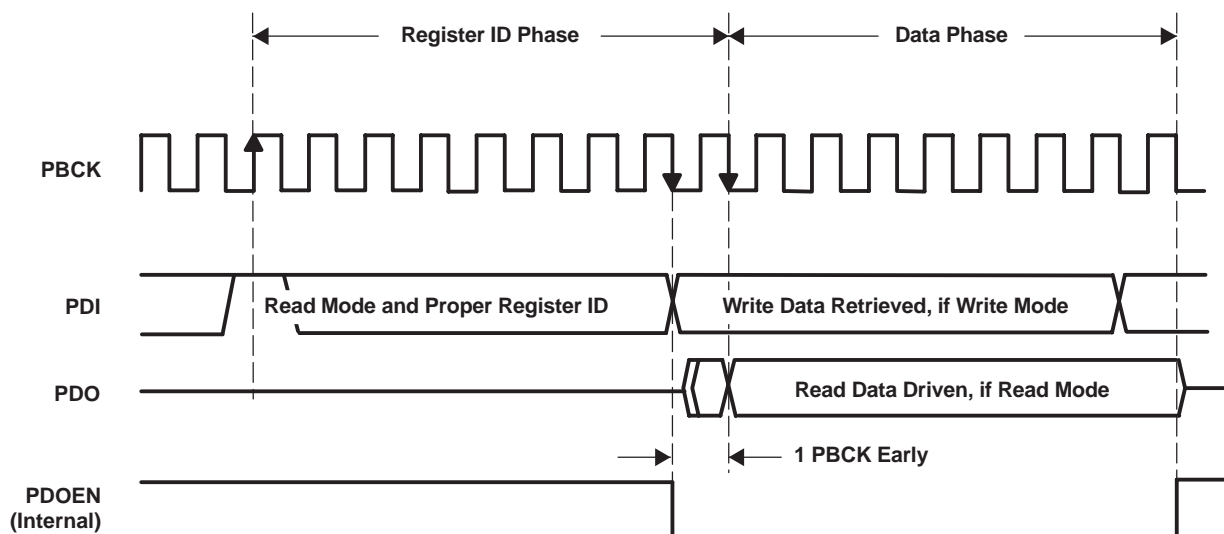 Register ID Phase
Data Phase
PBCK
PDI
Read Mode and Proper Register ID
Write Data Retrieved, if Write Mode
PDO
Read Data Driven, if Read Mode
1 PBCK Early
PDOEN
(Internal)